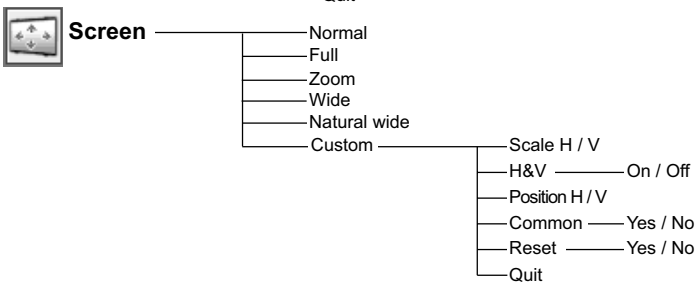 Quit
Screen
Normal
Full
Zoom
Wide
Natural wide
Custom
Scale H / V
H&V On / Off
Position H / V
Common Yes / No
Reset Yes / No
Quit